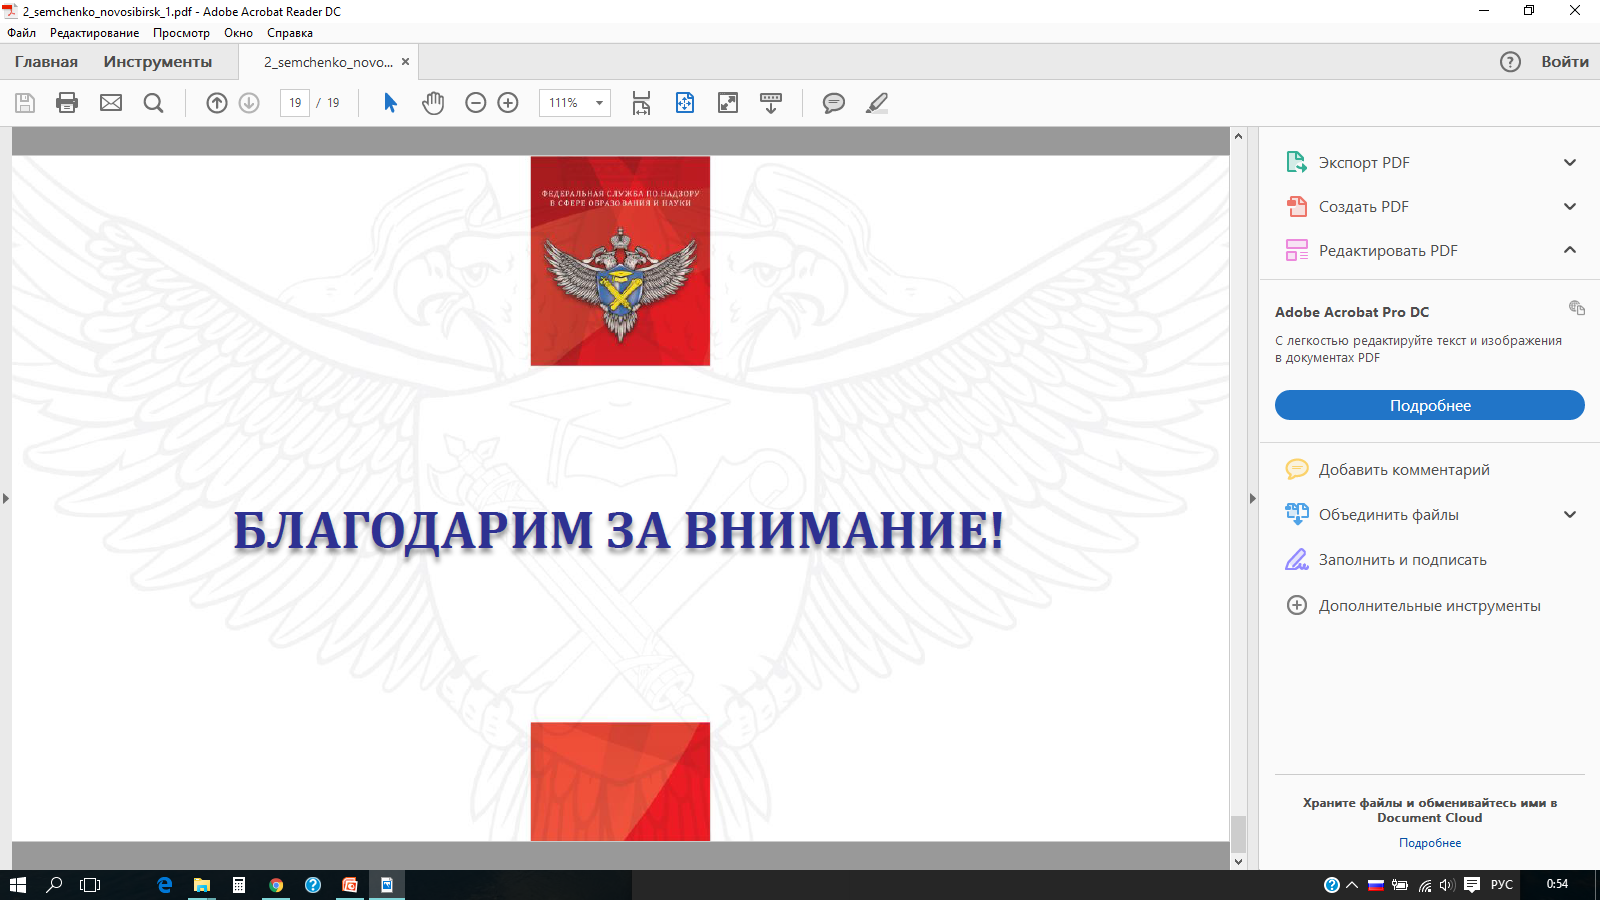 2_semchenko_novosibirsk_1.pdf - Adobe Acrobat Reader DC
Файл Редактирование Просмотр Окно Справка
Главная Инструменты 2_semchenko_novo... Войти
19 / 19 111%
ФЕДЕРАЛЬНАЯ СЛУЖБА ПО НАДЗОРУ
В СФЕРЕ ОБРАЗОВАНИЯ И НАУКИ
БЛАГОДАРИМ ЗА ВНИМАНИЕ!
Экспорт PDF
Создать PDF
Редактировать PDF
Adobe Acrobat Pro DC
С легкостью редактируйте текст и изображения
в документах PDF
Подробнее
Добавить комментарий
Объединить файлы
Заполнить и подписать
Дополнительные инструменты
Храните файлы и обменивайтесь ими в
Document Cloud
Подробнее
РУС 0:54